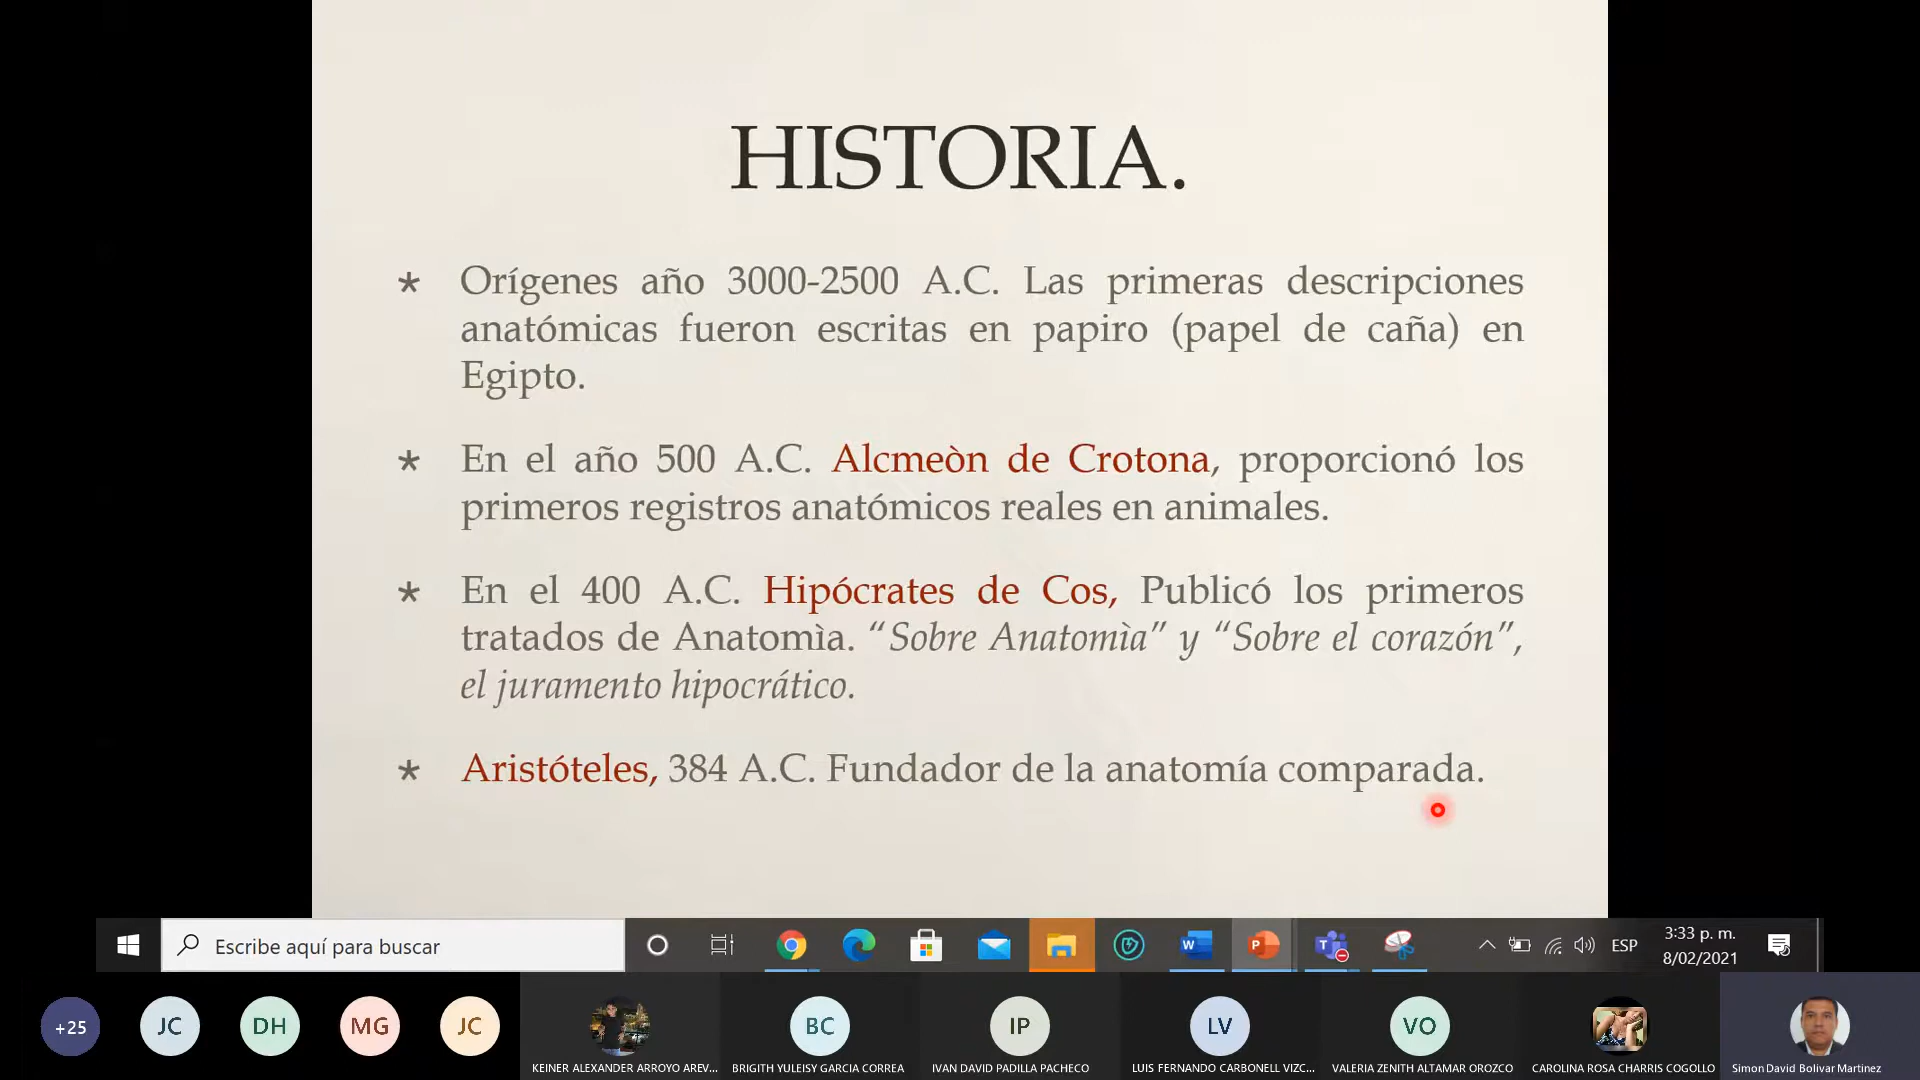 HISTORIA.
* Orígenes año 3000-2500 A.C. Las primeras descripciones
anatómicas fueron escritas en papiro (papel de caña) en
Egipto.
* En el año 500 A.C. Alcmeòn de Crotona, proporcionó los
primeros registros anatómicos reales en animales.
* En el 400 A.C. Hipócrates de Cos, Publicó los primeros
tratados de Anatomìa. “Sobre Anatomìa” y “Sobre el corazón”,
el juramento hipocrático.
* Aristóteles, 384 A.C. Fundador de la anatomía comparada.
Escribe aquí para buscar
ESP
3:33 p. m.
8/02/2021
+25
JC
DH
MG
JC
BC
IP
LV
VO
KEINER ALEXANDER ARROYO AREV...
BRIGITH YULEISY GARCIA CORREA
IVAN DAVID PADILLA PACHECO
LUIS FERNANDO CARBONELL VIZC...
VALERIA ZENITH ALTAMAR OROZCO
CAROLINA ROSA CHARRIS COGOLLO
Simon David Bolivar Martinez